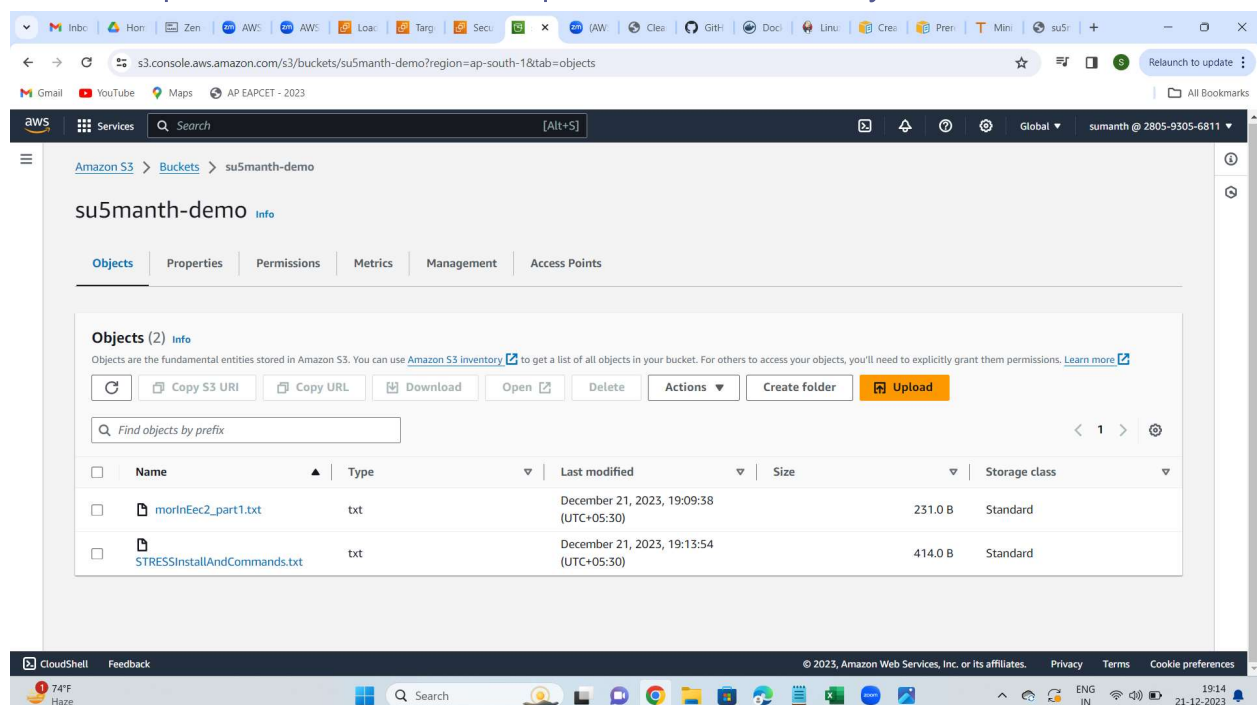 Inbo Hon Zen AWS AWS Load Targ Secu (AW Clea GitH Doci Linu Crea Pren Mini su5r
s3.console.aws.amazon.com/s3/buckets/su5manth-demo?region=ap-south-1&tab=objects S Relaunch to update
Gmail YouTube Maps AP EAPCET - 2023 All Bookmarks
aws Services Search [Alt+S] Global sumanth @ 2805-9305-6811
Amazon S3 > Buckets > su5manth-demo
su5manth-demo Info
Objects Properties Permissions Metrics Management Access Points
Objects (2) Info
Objects are the fundamental entities stored in Amazon S3. You can use Amazon S3 inventory to get a list of all objects in your bucket. For others to access your objects, you'll need to explicitly grant them permissions. Learn more
Copy S3 URI Copy URL Download Open Delete Actions Create folder Upload
Find objects by prefix < 1 >
Name Type Last modified Size Storage class
morInEec2_part1.txt txt December 21, 2023, 19:09:38 (UTC+05:30) 231.0 B Standard
STRESSInstallAndCommands.txt txt December 21, 2023, 19:13:54 (UTC+05:30) 414.0 B Standard
CloudShell Feedback © 2023, Amazon Web Services, Inc. or its affiliates. Privacy Terms Cookie preferences
1 74°F Search ENG 19:14
Haze IN 21-12-2023